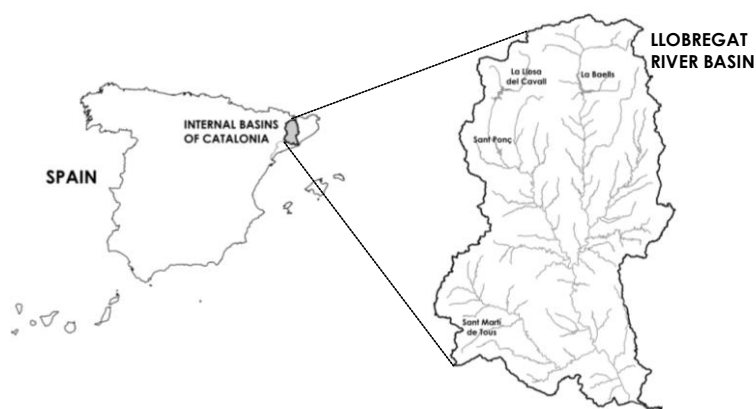 LLOBREGAT
RIVER BASIN
La Llosa
del Cavall
La Baells
INTERNAL BASINS
OF CATALONIA
Sant Ponç
SPAIN
Sant Martí
de Tous